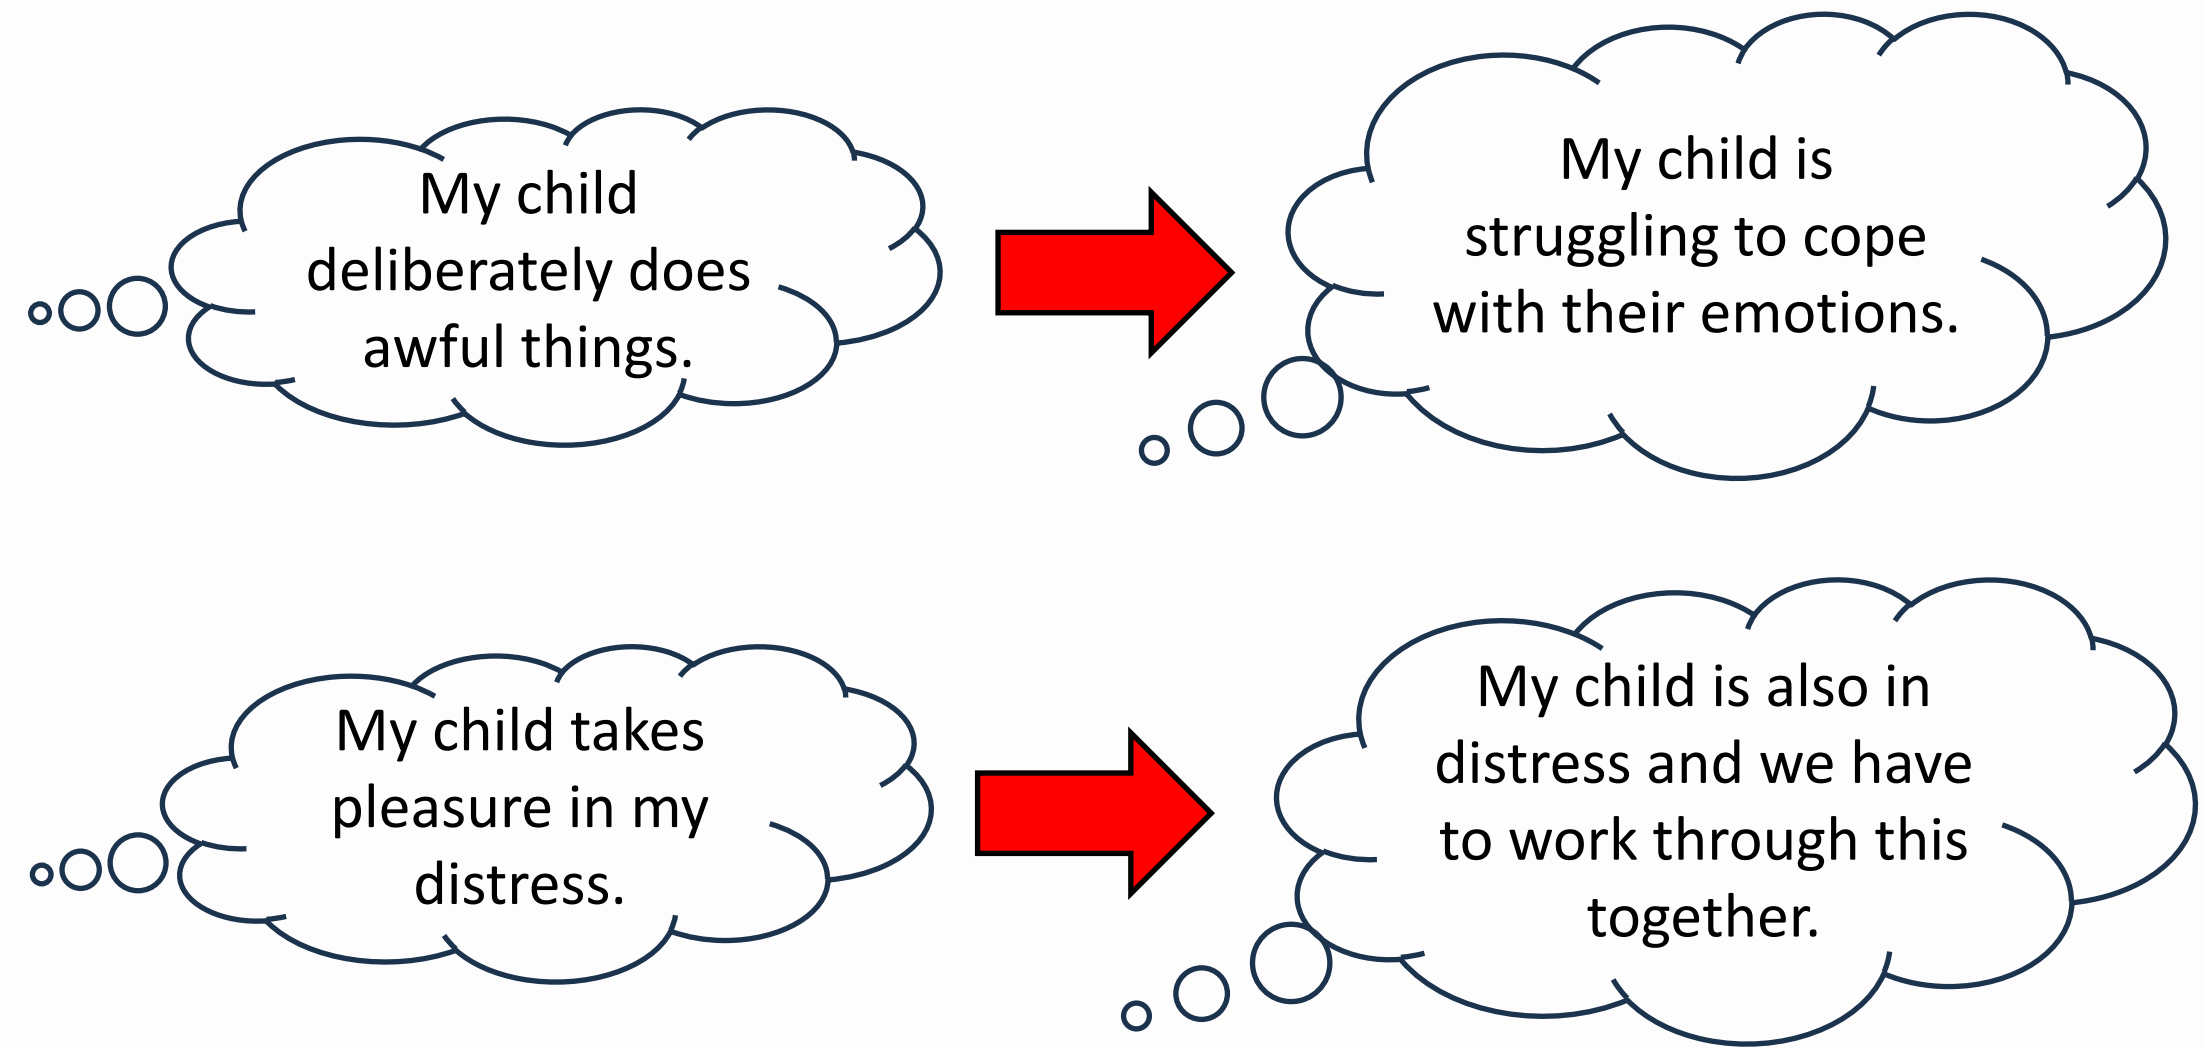 My child
deliberately does
awful things.
My child is
struggling to cope
with their emotions.
My child takes
pleasure in my
distress.
My child is also in
distress and we have
to work through this
together.